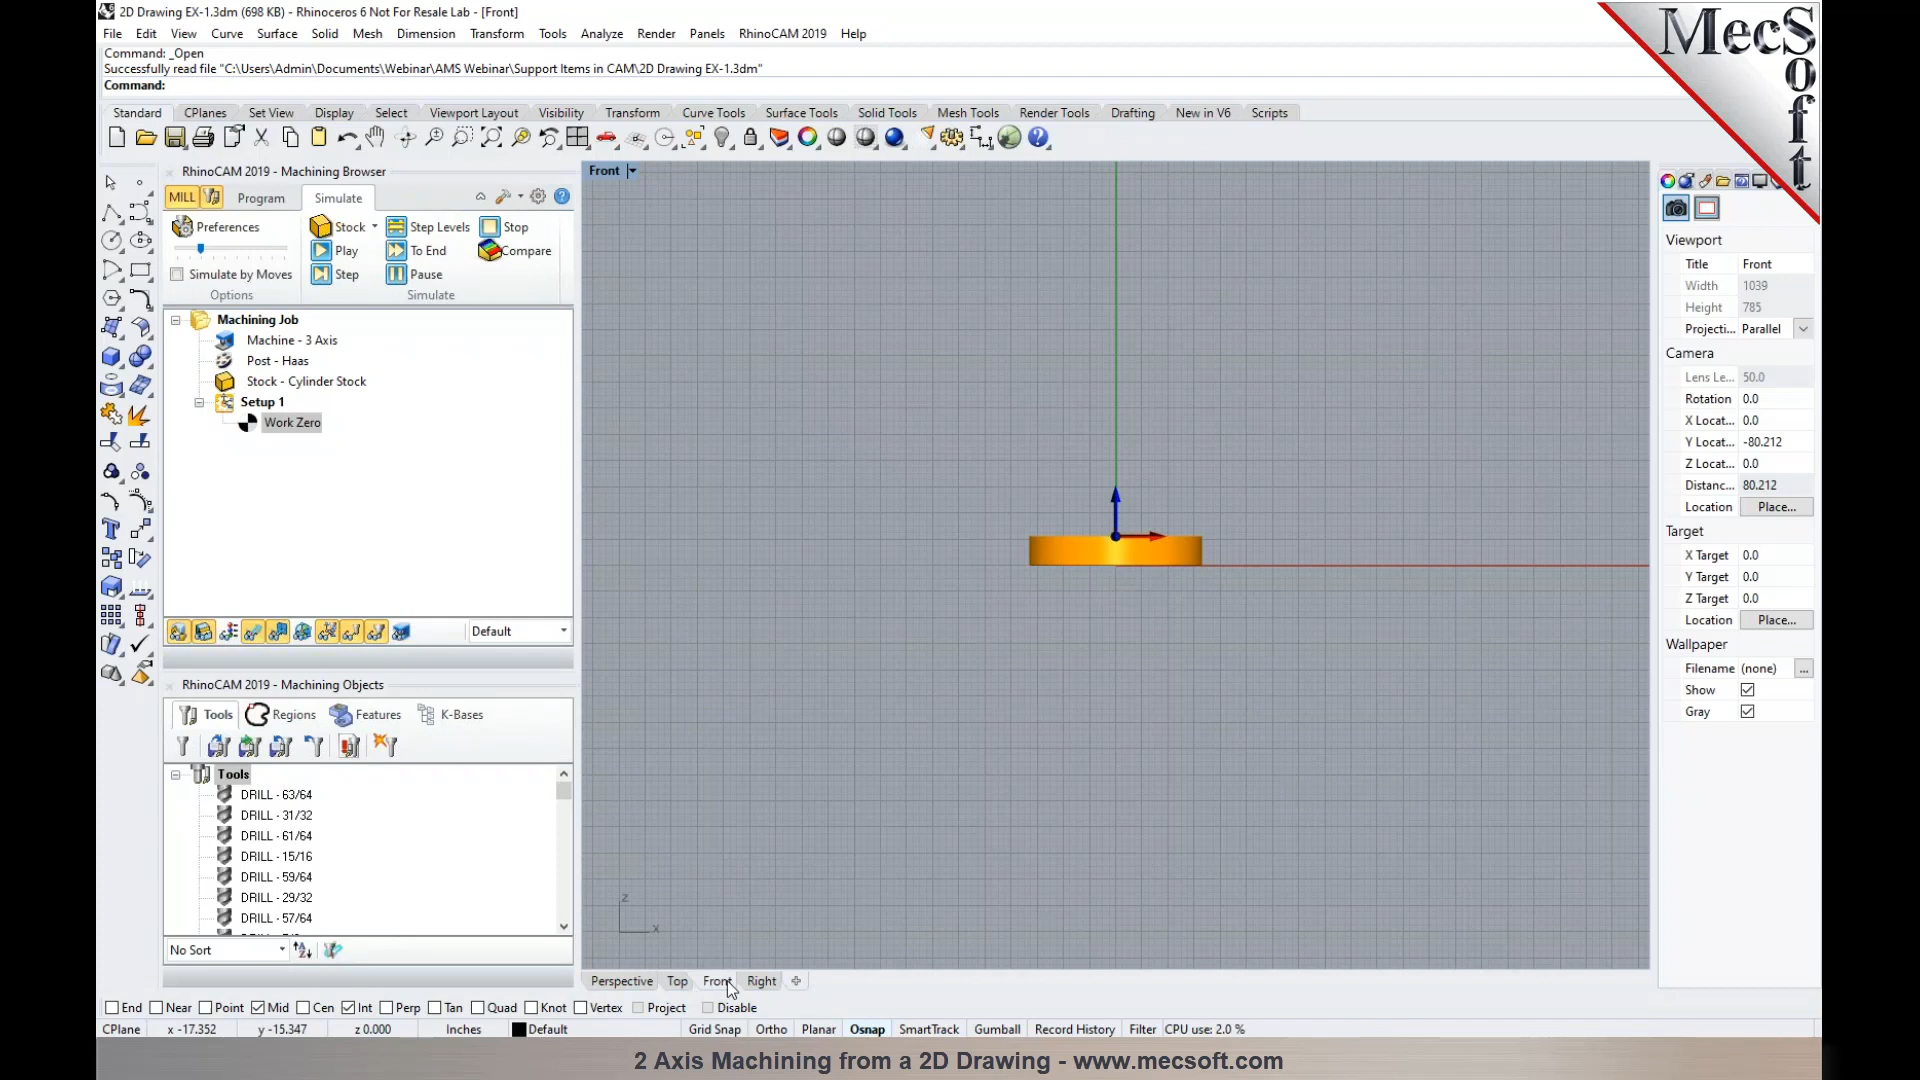 2D Drawing EX-1.3dm (698 KB) - Rhinoceros 6 Not For Resale Lab - [Front]
File Edit View Curve Surface Solid Mesh Dimension Transform Tools Analyze Render Panels RhinoCAM 2019 Help
Command: _Open
Successfully read file "C:\Users\Admin\Documents\Webinar\AMS Webinar\Support Items in CAM\2D Drawing EX-1.3dm"
Command:
Standard CPlanes Set View Display Select Viewport Layout Visibility Transform Curve Tools Surface Tools Solid Tools Mesh Tools Render Tools Drafting New in V6 Scripts
MecSoft
RhinoCAM 2019 - Machining Browser
MILL Program Simulate
Preferences
Simulate by Moves
Options
Stock Step Levels Stop
Play To End Compare
Step Pause
Simulate
Machining Job
Machine - 3 Axis
Post - Haas
Stock - Cylinder Stock
Setup 1
Work Zero
Default
RhinoCAM 2019 - Machining Objects
Tools Regions Features K-Bases
Tools
DRILL - 63/64
DRILL - 31/32
DRILL - 61/64
DRILL - 15/16
DRILL - 59/64
DRILL - 29/32
DRILL - 57/64
No Sort
Front
z
x
Perspective Top Front Right
Viewport
Title Front
Width 1039
Height 785
Projecti... Parallel
Camera
Lens Le... 50.0
Rotation 0.0
X Locat... 0.0
Y Locat... -80.212
Z Locat... 0.0
Distanc... 80.212
Location Place...
Target
X Target 0.0
Y Target 0.0
Z Target 0.0
Location Place...
Wallpaper
Filename (none) ...
Show
Gray
End Near Point Mid Cen Int Perp Tan Quad Knot Vertex Project Disable
CPlane x -17.352 y -15.347 z 0.000 Inches Default Grid Snap Ortho Planar Osnap SmartTrack Gumball Record History Filter CPU use: 2.0 %
2 Axis Machining from a 2D Drawing - www.mecsoft.com